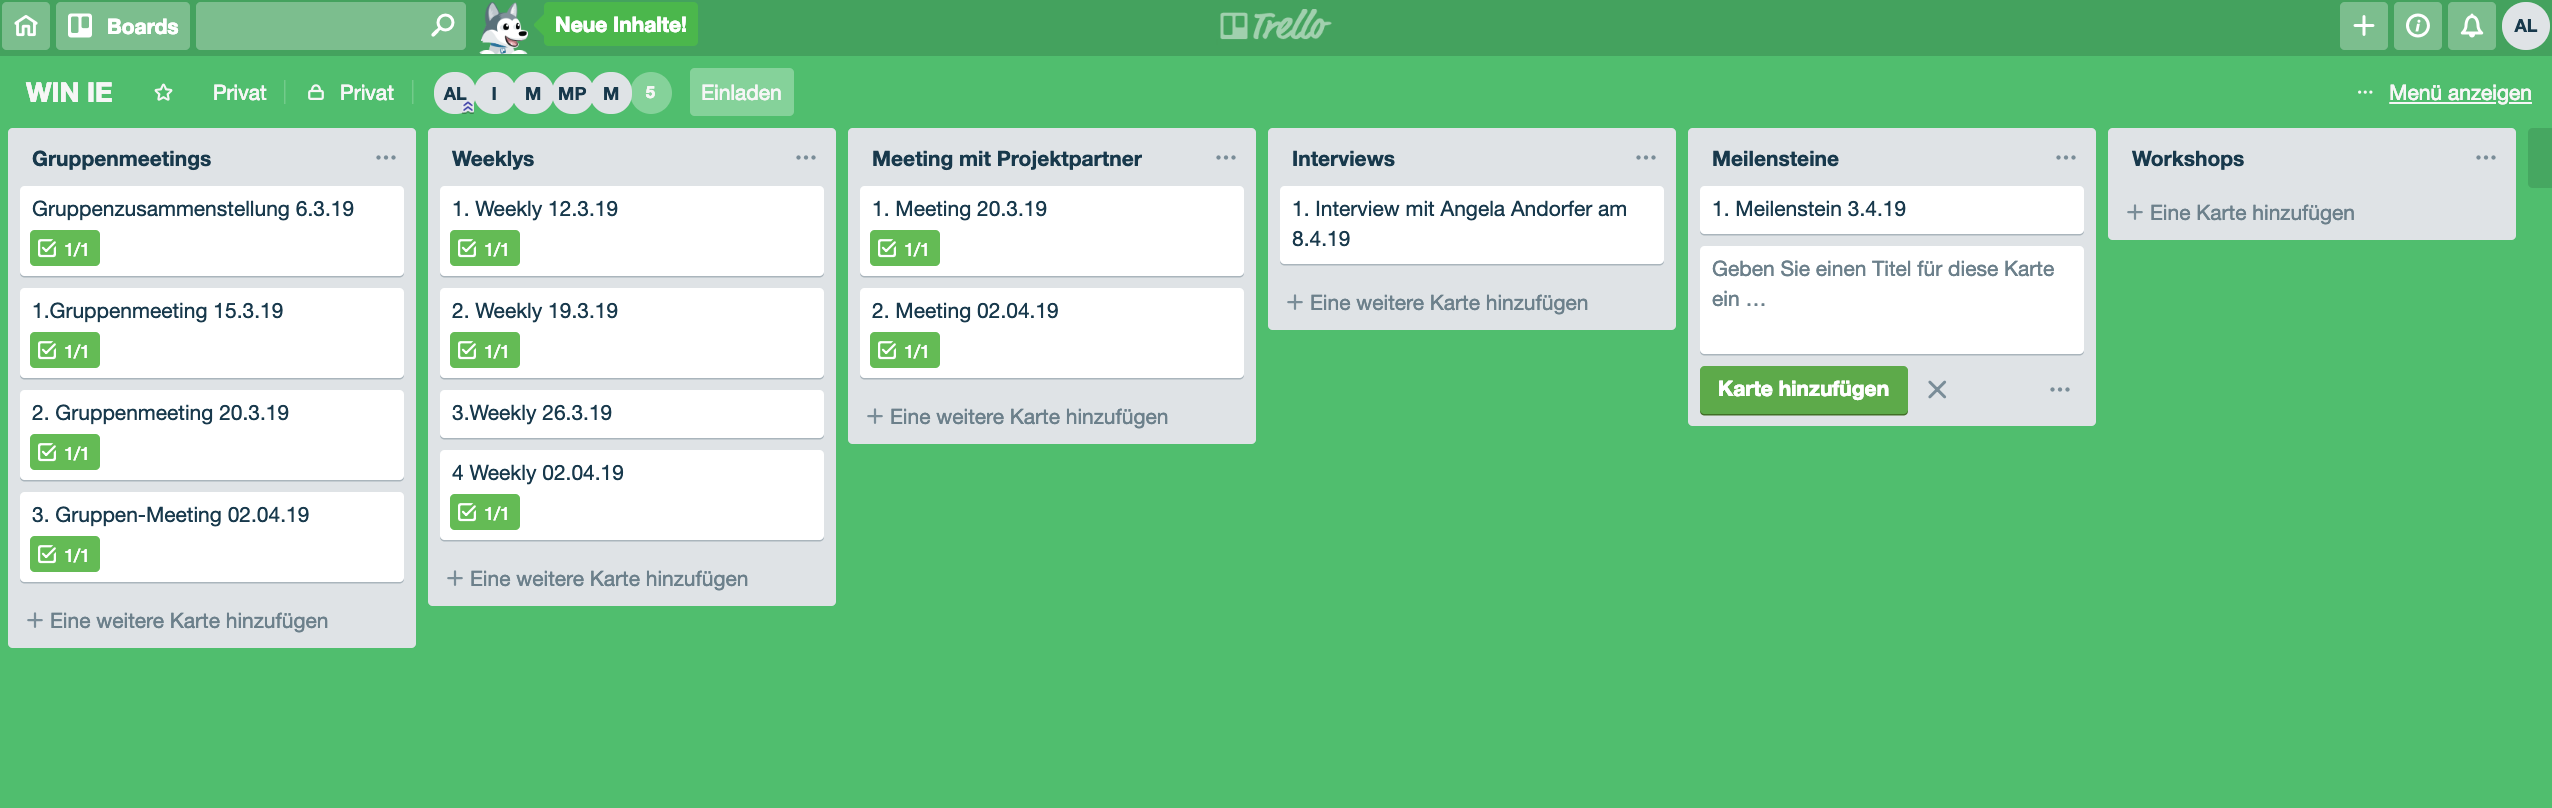 Boards
Neue Inhalte!
Trello
AL
WIN IE
Privat
Privat
AL I M MP M 5
Einladen
··· Menü anzeigen
Gruppenmeetings
Gruppenzusammenstellung 6.3.19
1/1
1.Gruppenmeeting 15.3.19
1/1
2. Gruppenmeeting 20.3.19
1/1
3. Gruppen-Meeting 02.04.19
1/1
+ Eine weitere Karte hinzufügen
Weeklys
1. Weekly 12.3.19
1/1
2. Weekly 19.3.19
1/1
3.Weekly 26.3.19
4 Weekly 02.04.19
1/1
+ Eine weitere Karte hinzufügen
Meeting mit Projektpartner
1. Meeting 20.3.19
1/1
2. Meeting 02.04.19
1/1
+ Eine weitere Karte hinzufügen
Interviews
1. Interview mit Angela Andorfer am
8.4.19
+ Eine weitere Karte hinzufügen
Meilensteine
1. Meilenstein 3.4.19
Geben Sie einen Titel für diese Karte
ein …
Karte hinzufügen
Workshops
+ Eine Karte hinzufügen